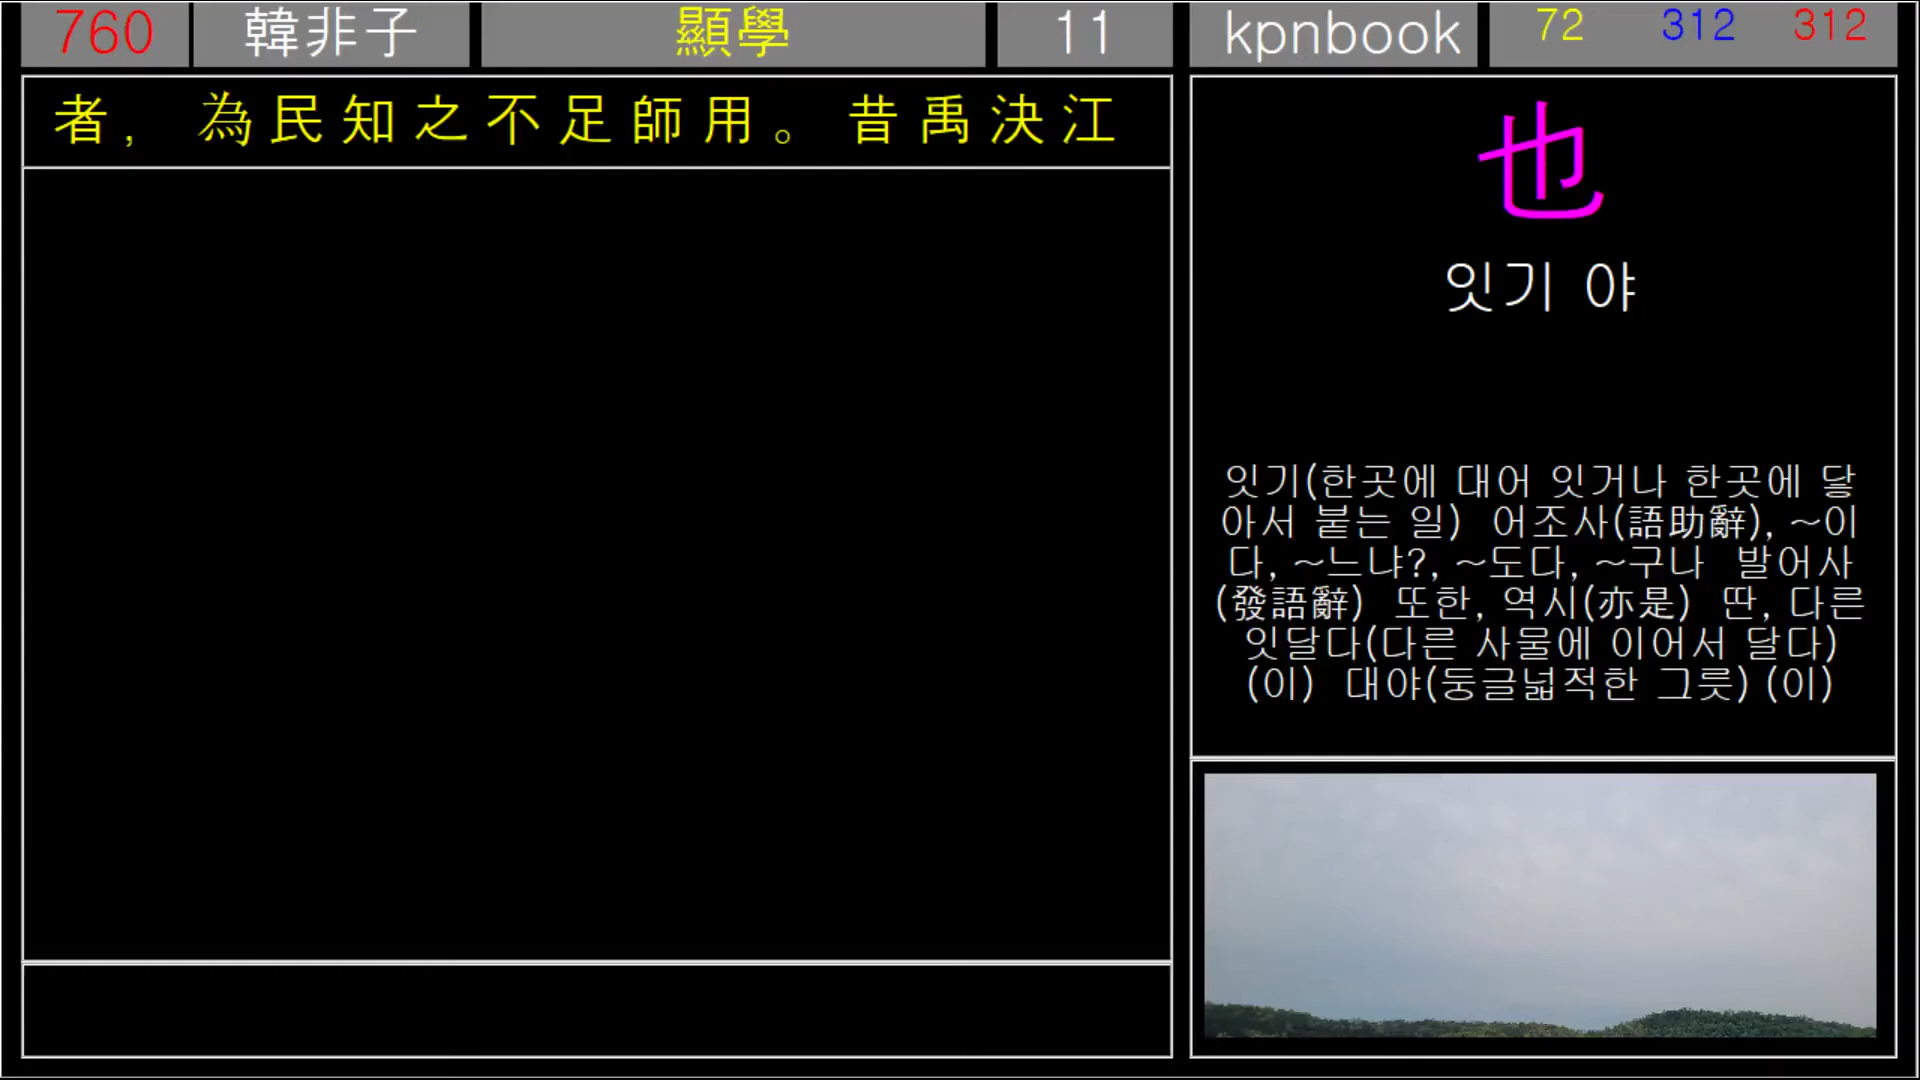 760 韓非子 顯學 11 kpnbook 72 312 312
者, 為民知之不足師用。昔禹決江
也
잇기 야
잇기(한곳에 대어 잇거나 한곳에 닿
아서 붙는 일) 어조사(語助辭), ~이
다, ~느냐?, ~도다, ~구나 발어사
(發語辭) 또한, 역시(亦是) 딴, 다른
잇달다(다른 사물에 이어서 달다)
(이) 대야(둥글넓적한 그릇) (이)